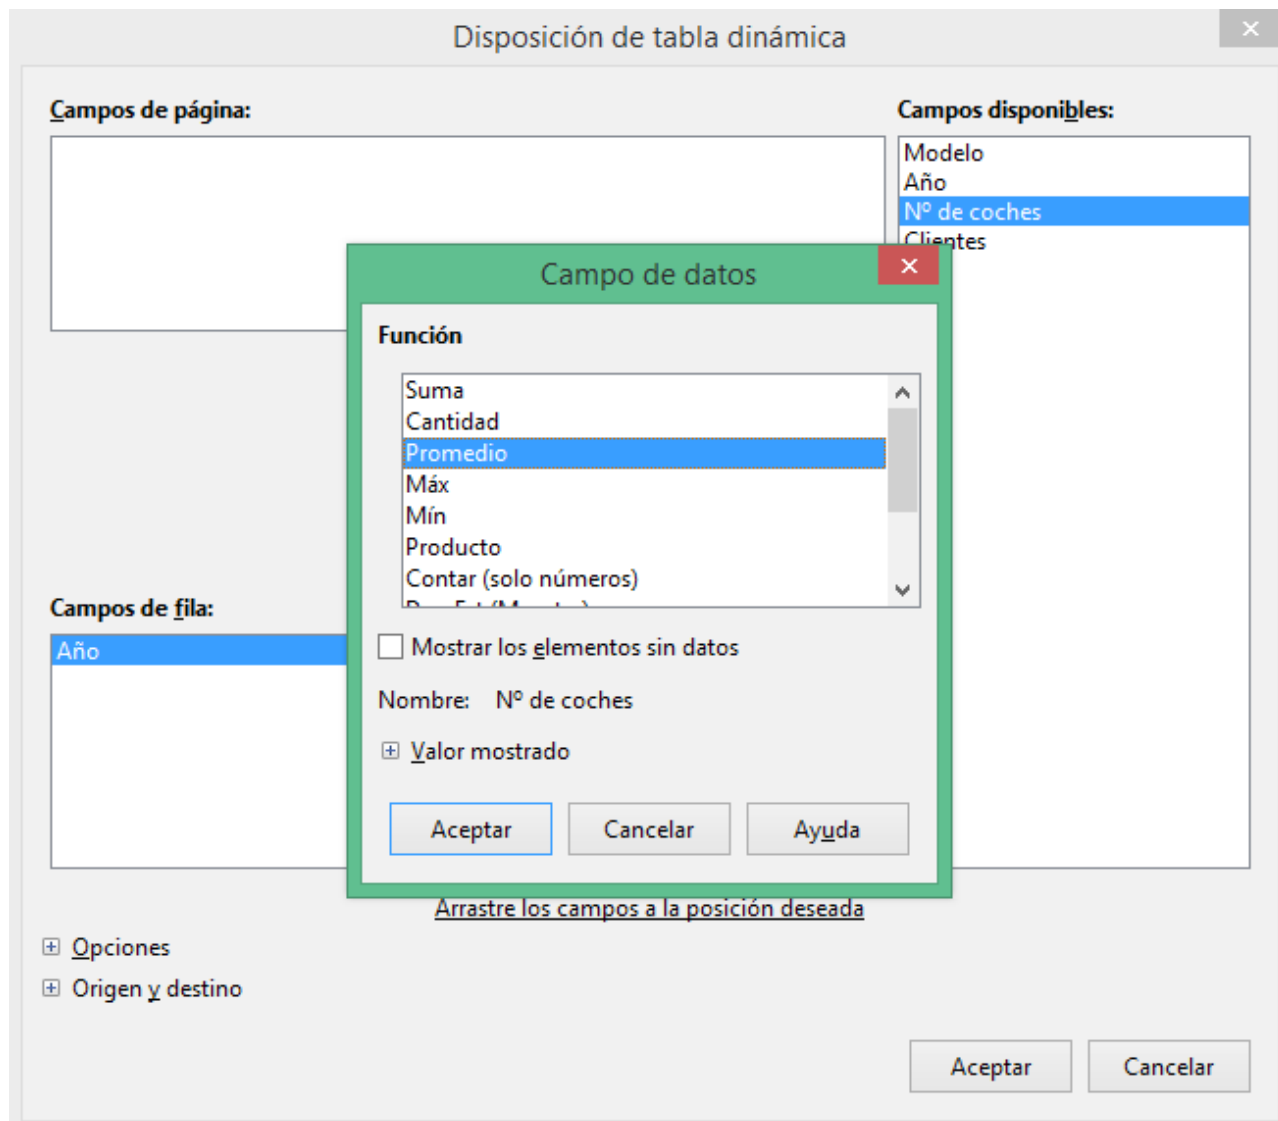 Disposición de tabla dinámica
Campos de página:
Campos disponibles:
Modelo
Año
Nº de coches
Clientes
Campo de datos
Función
Suma
Cantidad
Promedio
Máx
Mín
Producto
Contar (solo números)
Mostrar los elementos sin datos
Nombre: Nº de coches
Valor mostrado
Aceptar Cancelar Ayuda
Campos de fila:
Año
Arrastre los campos a la posición deseada
Opciones
Origen y destino
Aceptar Cancelar